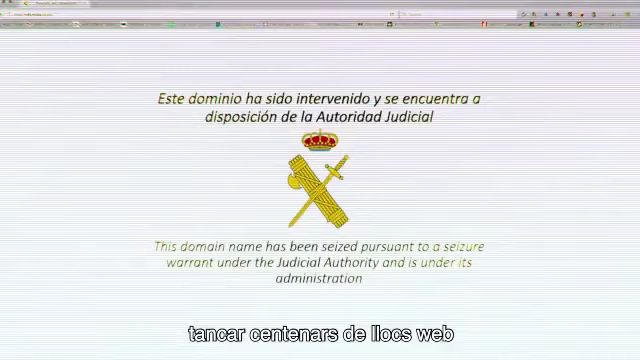 Este dominio ha sido intervenido y se encuentra a
disposición de la Autoridad Judicial
This domain name has been seized pursuant to a seizure
warrant under the Judicial Authority and is under its
administration
tancar centenars de llocs web